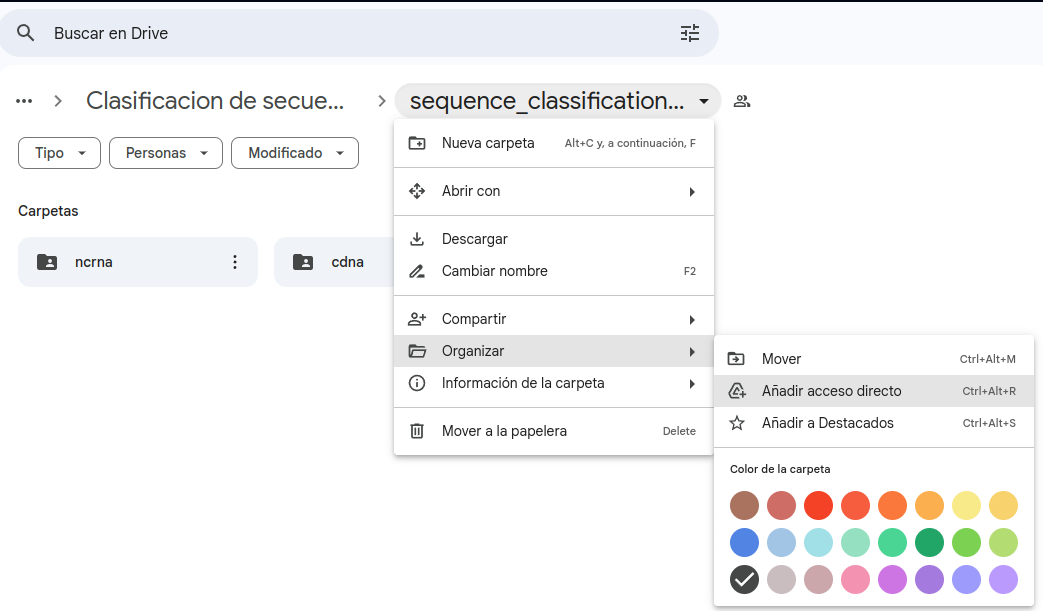 Buscar en Drive
Clasificacion de secue...
sequence_classification...
Tipo
Personas
Modificado
Carpetas
ncrna
cdna
Nueva carpeta Alt+C y, a continuación, F
Abrir con
Descargar
Cambiar nombre F2
Compartir
Organizar
Información de la carpeta
Mover a la papelera Delete
Mover Ctrl+Alt+M
Añadir acceso directo Ctrl+Alt+R
Añadir a Destacados Ctrl+Alt+S
Color de la carpeta